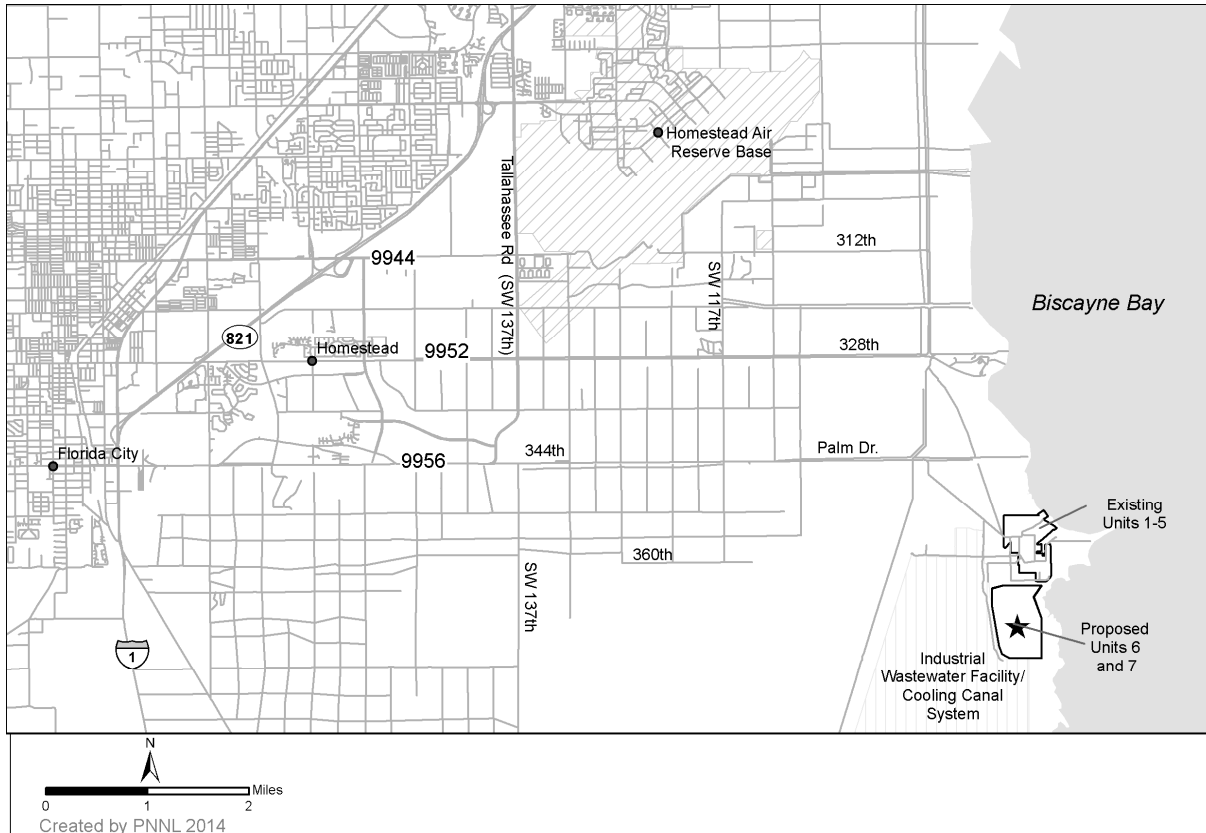 Homestead Air
Reserve Base
Tallahassee Rd (SW 137th)
312th
9944
SW 117th
Biscayne Bay
821
Homestead
9952
328th
Florida City
9956
344th
Palm Dr.
Existing
Units 1-5
360th
SW 137th
Proposed
Units 6
and 7
1
Industrial
Wastewater Facility/
Cooling Canal
System
N
Miles
0 1 2
Created by PNNL 2014